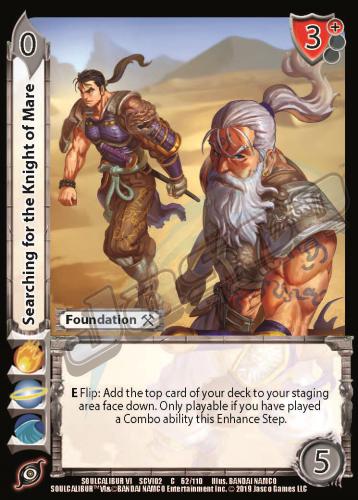 0
3
+
Searching for the Knight of Mare
Foundation
E Flip: Add the top card of your deck to your staging
area face down. Only playable if you have played
a Combo ability this Enhance Step.
5
SOULCALIBUR VI SCVI02 C 62/110 Illus. BANDAI NAMCO
SOULCALIBUR™VI&©BANDAI NAMCO Entertainment Inc. © 2019 Jasco Games LLC